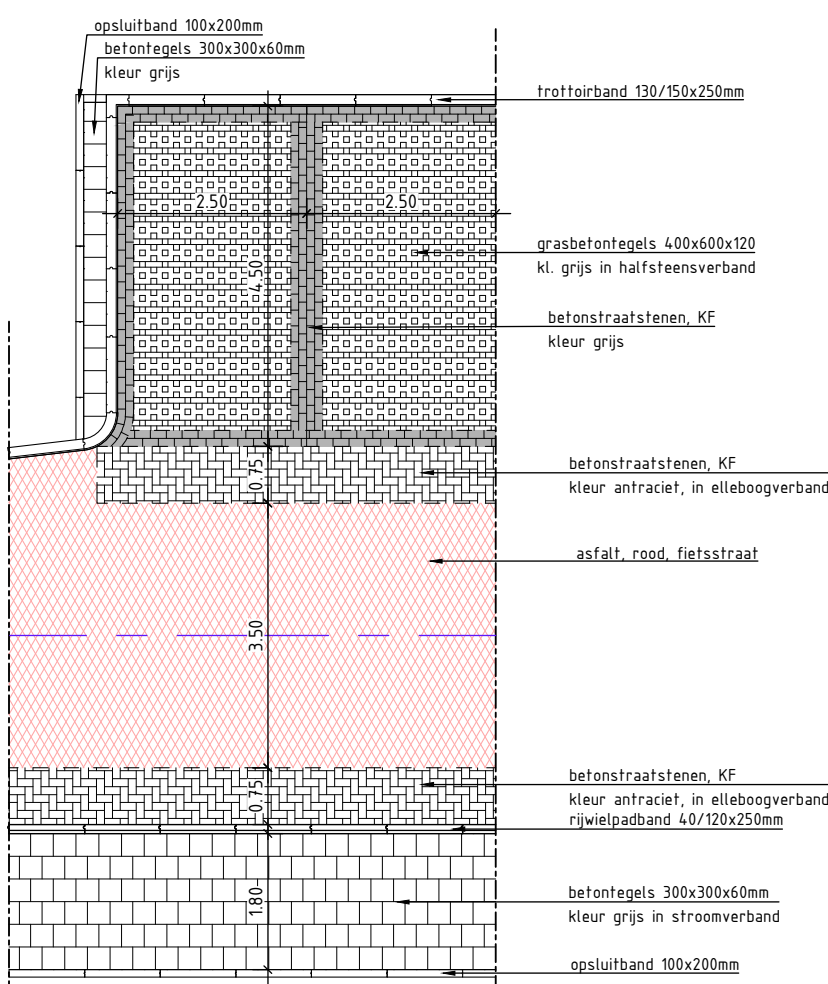 opsluitband 100x200mm
betontegels 300x300x60mm
kleur grijs
trottoirband 130/150x250mm
2.50
2.50
grasbetontegels 400x600x120
kl. grijs in halfsteensverband
4.50
betonstraatstenen, KF
kleur grijs
0.75
betonstraatstenen, KF
kleur antraciet, in elleboogverband
asfalt, rood, fietsstraat
3.50
0.75
betonstraatstenen, KF
kleur antraciet, in elleboogverband
rijwielpadband 40/120x250mm
1.80
betontegels 300x300x60mm
kleur grijs in stroomverband
opsluitband 100x200mm